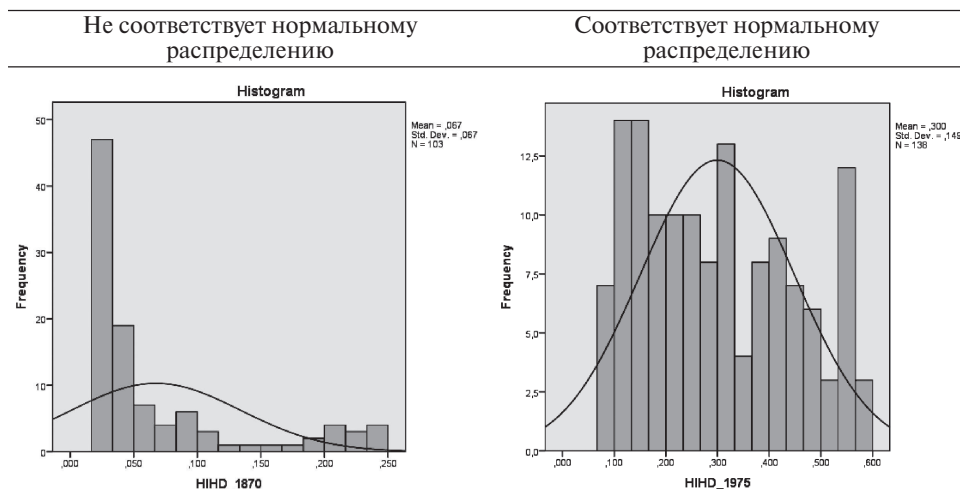 Не соответствует нормальному
распределению
Соответствует нормальному
распределению
Histogram
Mean = ,067
Std. Dev. = ,067
N = 103
Frequency
50
40
30
20
10
0
,000 ,050 ,100 ,150 ,200 ,250
HIHD_1870
Histogram
Mean = ,300
Std. Dev. = ,149
N = 138
Frequency
12,5
10,0
7,5
5,0
2,5
0,0
,000 ,100 ,200 ,300 ,400 ,500 ,600
HIHD_1975